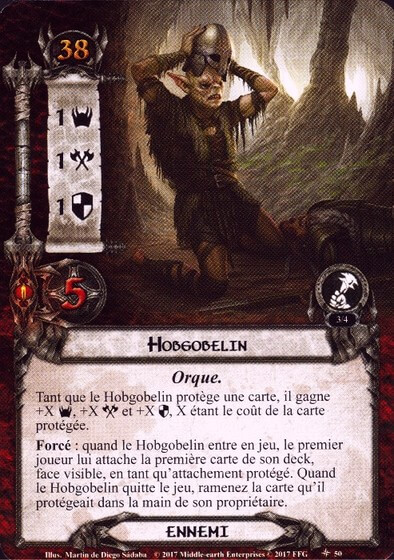 38
1
1
1
5
3/4
Hobgobelin
Orque.
Tant que le Hobgobelin protège une carte, il gagne
+X , +X et +X , X étant le coût de la carte
protégée.
Forcé : quand le Hobgobelin entre en jeu, le premier
joueur lui attache la première carte de son deck,
face visible, en tant qu'attachement protégé. Quand
le Hobgobelin quitte le jeu, ramenez la carte qu'il
protégeait dans la main de son propriétaire.
ENNEMI
Illus. Martin de Diego Sádaba © 2017 Middle-earth Enterprises © 2017 FFG 50